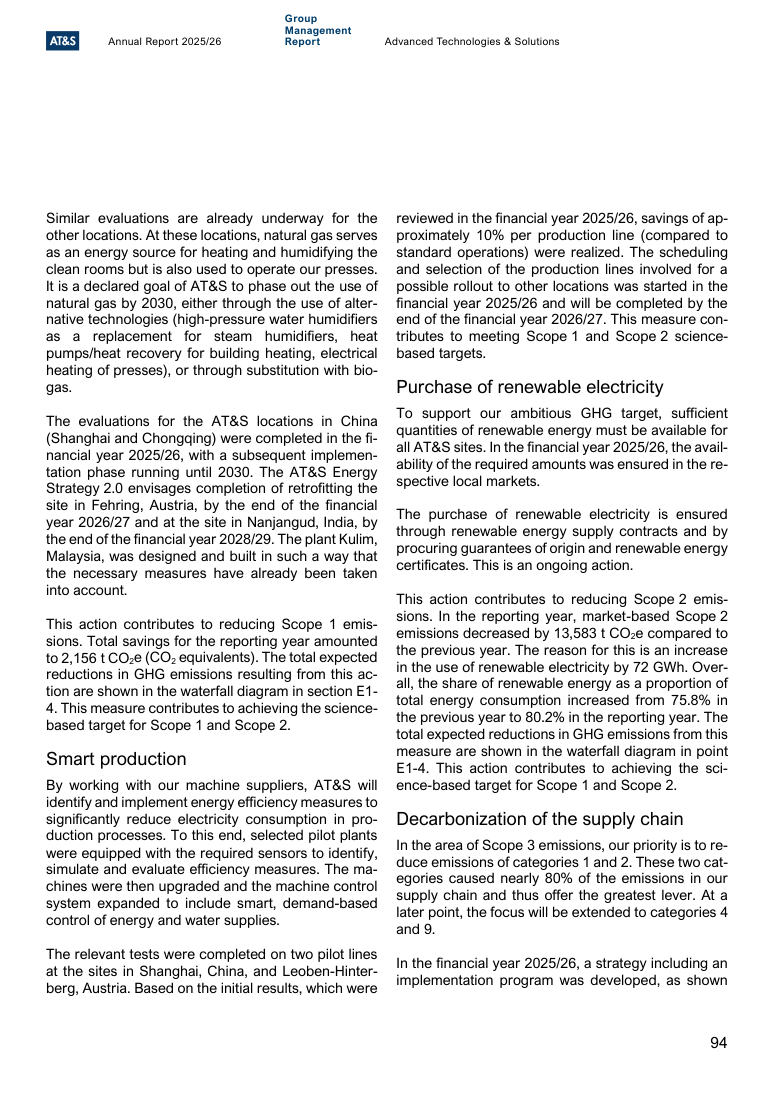 AT&S
Annual Report 2025/26
Group
Management
Report
Advanced Technologies & Solutions
Similar evaluations are already underway for the
other locations. At these locations, natural gas serves
as an energy source for heating and humidifying the
clean rooms but is also used to operate our presses.
It is a declared goal of AT&S to phase out the use of
natural gas by 2030, either through the use of alter-
native technologies (high-pressure water humidifiers
as a replacement for steam humidifiers, heat
pumps/heat recovery for building heating, electrical
heating of presses), or through substitution with bio-
gas.
The evaluations for the AT&S locations in China
(Shanghai and Chongqing) were completed in the fi-
nancial year 2025/26, with a subsequent implemen-
tation phase running until 2030. The AT&S Energy
Strategy 2.0 envisages completion of retrofitting the
site in Fehring, Austria, by the end of the financial
year 2026/27 and at the site in Nanjangud, India, by
the end of the financial year 2028/29. The plant Kulim,
Malaysia, was designed and built in such a way that
the necessary measures have already been taken
into account.
This action contributes to reducing Scope 1 emis-
sions. Total savings for the reporting year amounted
to 2,156 t CO₂e (CO₂ equivalents). The total expected
reductions in GHG emissions resulting from this ac-
tion are shown in the waterfall diagram in section E1-
4. This measure contributes to achieving the science-
based target for Scope 1 and Scope 2.
Smart production
By working with our machine suppliers, AT&S will
identify and implement energy efficiency measures to
significantly reduce electricity consumption in pro-
duction processes. To this end, selected pilot plants
were equipped with the required sensors to identify,
simulate and evaluate efficiency measures. The ma-
chines were then upgraded and the machine control
system expanded to include smart, demand-based
control of energy and water supplies.
The relevant tests were completed on two pilot lines
at the sites in Shanghai, China, and Leoben-Hinter-
berg, Austria. Based on the initial results, which were
reviewed in the financial year 2025/26, savings of ap-
proximately 10% per production line (compared to
standard operations) were realized. The scheduling
and selection of the production lines involved for a
possible rollout to other locations was started in the
financial year 2025/26 and will be completed by the
end of the financial year 2026/27. This measure con-
tributes to meeting Scope 1 and Scope 2 science-
based targets.
Purchase of renewable electricity
To support our ambitious GHG target, sufficient
quantities of renewable energy must be available for
all AT&S sites. In the financial year 2025/26, the avail-
ability of the required amounts was ensured in the re-
spective local markets.
The purchase of renewable electricity is ensured
through renewable energy supply contracts and by
procuring guarantees of origin and renewable energy
certificates. This is an ongoing action.
This action contributes to reducing Scope 2 emis-
sions. In the reporting year, market-based Scope 2
emissions decreased by 13,583 t CO₂e compared to
the previous year. The reason for this is an increase
in the use of renewable electricity by 72 GWh. Over-
all, the share of renewable energy as a proportion of
total energy consumption increased from 75.8% in
the previous year to 80.2% in the reporting year. The
total expected reductions in GHG emissions from this
measure are shown in the waterfall diagram in point
E1-4. This action contributes to achieving the sci-
ence-based target for Scope 1 and Scope 2.
Decarbonization of the supply chain
In the area of Scope 3 emissions, our priority is to re-
duce emissions of categories 1 and 2. These two cat-
egories caused nearly 80% of the emissions in our
supply chain and thus offer the greatest lever. At a
later point, the focus will be extended to categories 4
and 9.
In the financial year 2025/26, a strategy including an
implementation program was developed, as shown
94